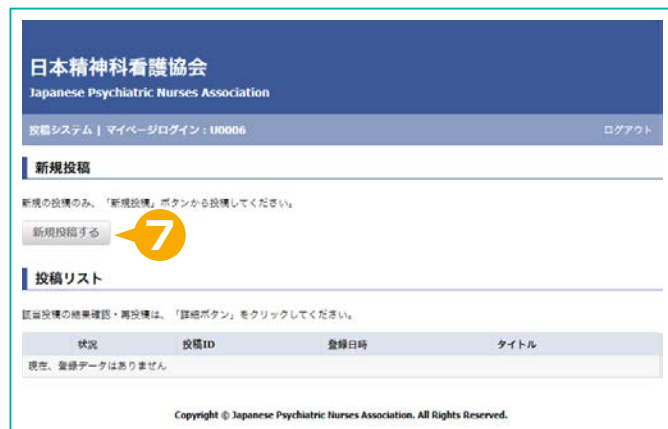 日本精神科看護協会
Japanese Psychiatric Nurses Association
投稿システム | マイページログイン : U0006 ログアウト
新規投稿
新規の投稿のみ、「新規投稿」ボタンから投稿してください。
新規投稿する 7
投稿リスト
該当投稿の結果確認・再投稿は、「詳細ボタン」をクリックしてください。
状況 投稿ID 登録日時 タイトル
現在、登録データはありません
Copyright © Japanese Psychiatric Nurses Association. All Rights Reserved.